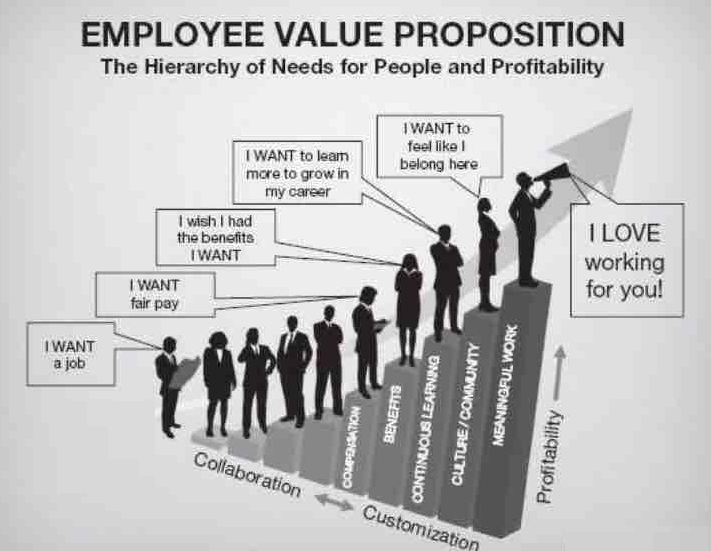 EMPLOYEE VALUE PROPOSITION
The Hierarchy of Needs for People and Profitability
I WANT to
feel like I
belong here
I WANT to learn
more to grow in
my career
I wish I had
the benefits
I WANT
I WANT
fair pay
I WANT
a job
I LOVE
working
for you!
COMPENSATION
BENEFITS
CONTINUOUS LEARNING
CULTURE / COMMUNITY
MEANINGFUL WORK
Profitability
Collaboration
Customization